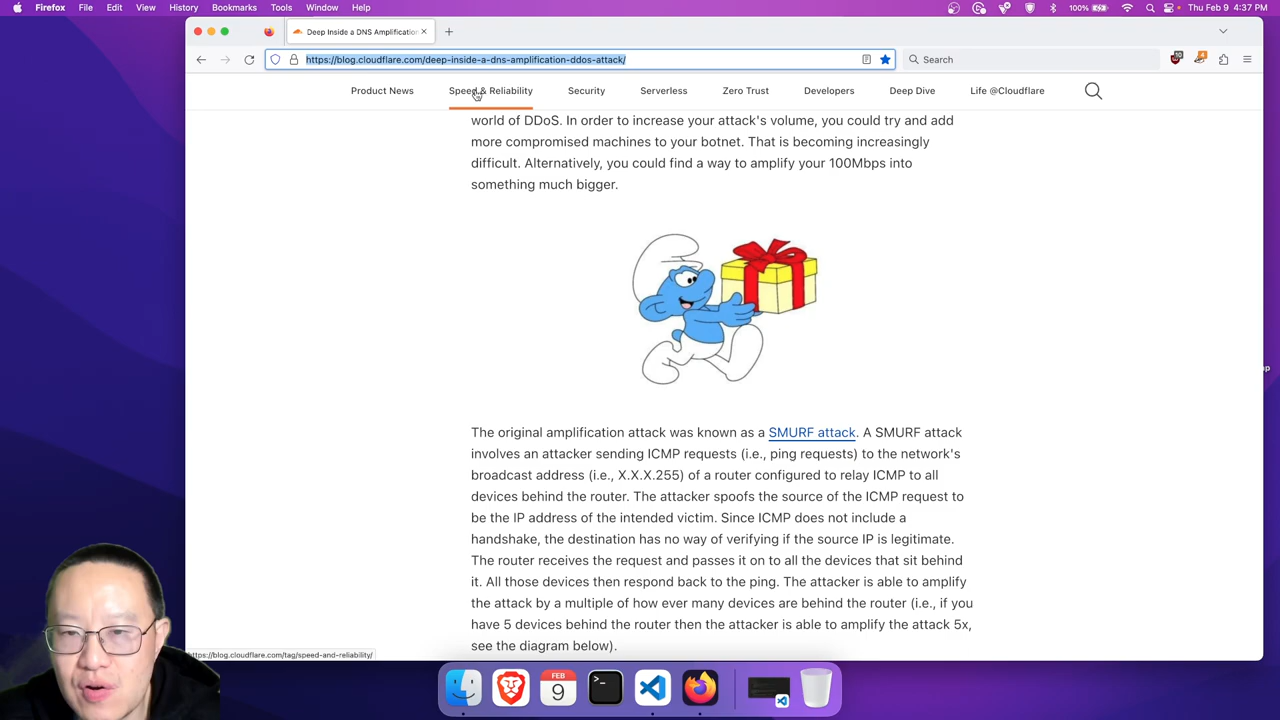 Firefox File Edit View History Bookmarks Tools Window Help 100% Thu Feb 9 4:37 PM
Deep Inside a DNS Amplification
https://blog.cloudflare.com/deep-inside-a-dns-amplification-ddos-attack/ Search
Product News Speed & Reliability Security Serverless Zero Trust Developers Deep Dive Life @Cloudflare
world of DDoS. In order to increase your attack's volume, you could try and add
more compromised machines to your botnet. That is becoming increasingly
difficult. Alternatively, you could find a way to amplify your 100Mbps into
something much bigger.
The original amplification attack was known as a SMURF attack. A SMURF attack
involves an attacker sending ICMP requests (i.e., ping requests) to the network's
broadcast address (i.e., X.X.X.255) of a router configured to relay ICMP to all
devices behind the router. The attacker spoofs the source of the ICMP request to
be the IP address of the intended victim. Since ICMP does not include a
handshake, the destination has no way of verifying if the source IP is legitimate.
The router receives the request and passes it on to all the devices that sit behind
it. All those devices then respond back to the ping. The attacker is able to amplify
the attack by a multiple of how ever many devices are behind the router (i.e., if you
have 5 devices behind the router then the attacker is able to amplify the attack 5x,
see the diagram below).
https://blog.cloudflare.com/tag/speed-and-reliability/
FEB
9